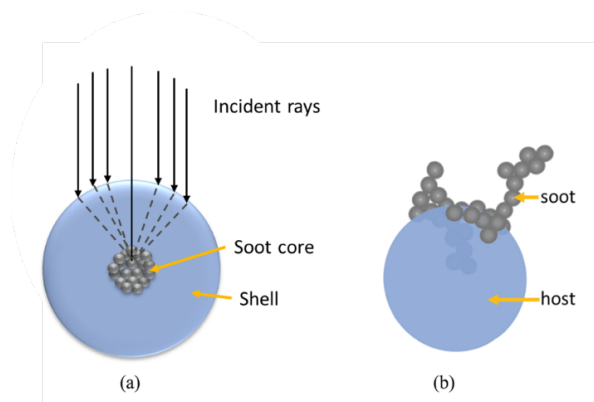 Incident rays
soot
Soot core
Shell
host
(a)
(b)